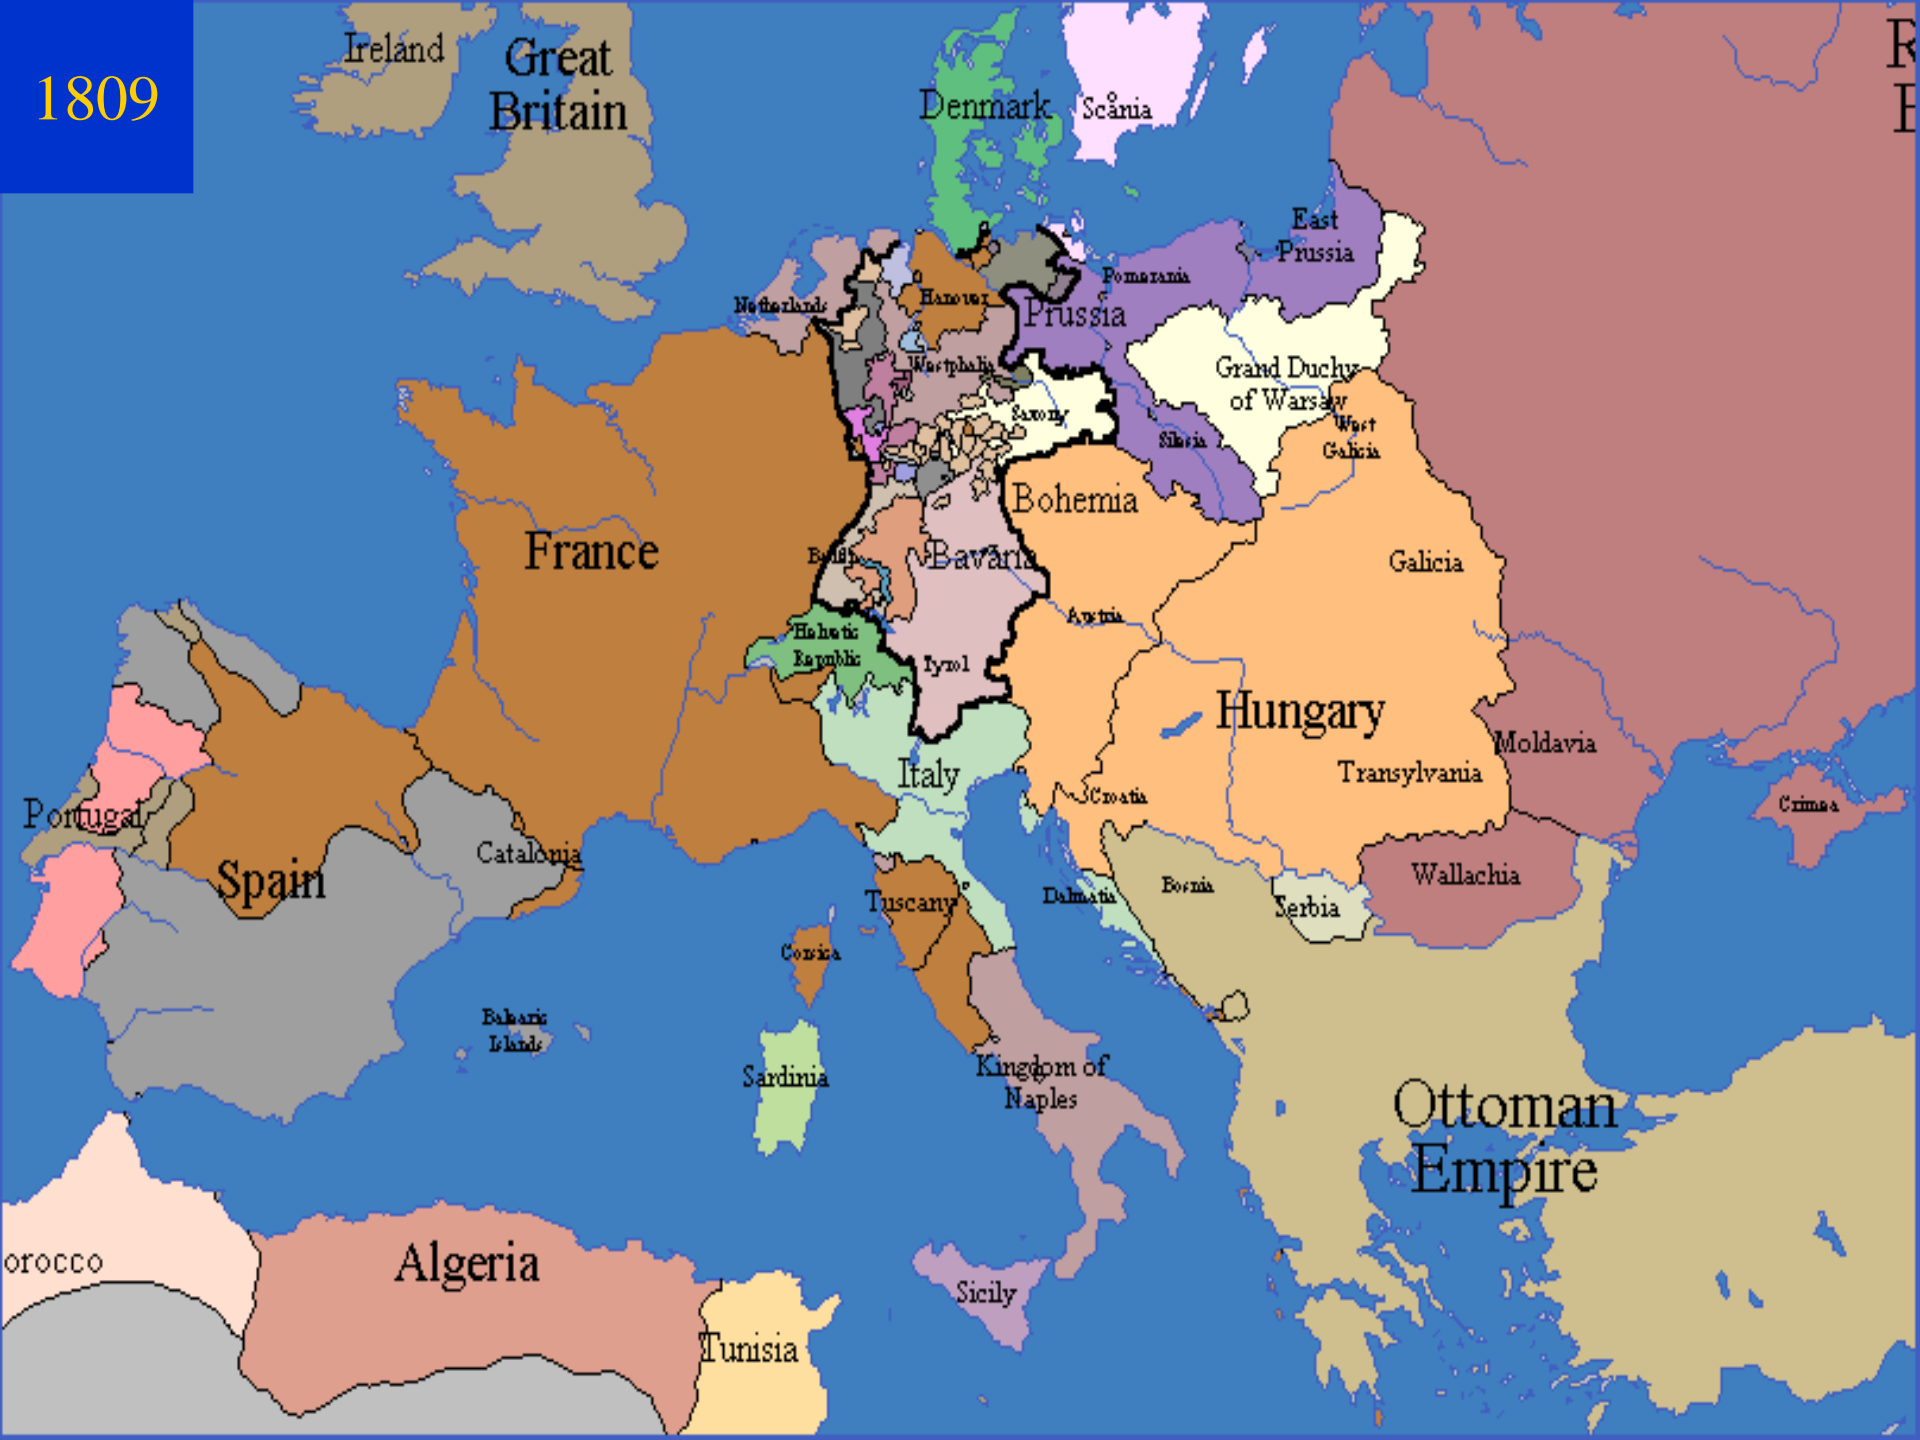 1809
Ireland
Great
Britain
Denmark
Scånia
R
E
East
Prussia
Pomerania
Netherlands
Hanover
Prussia
Westphalia
Grand Duchy
of Warsaw
Saxony
West
Galicia
Silesia
Bohemia
France
Baden
Bavaria
Galicia
Austria
Helvetic
Republic
Tyrol
Hungary
Moldavia
Italy
Transylvania
Croatia
Crimea
Portugal
Catalonia
Spain
Wallachia
Bosnia
Serbia
Tuscany
Dalmatia
Corsica
Balearic
Islands
Sardinia
Kingdom of
Naples
Ottoman
Empire
orocco
Algeria
Sicily
Tunisia